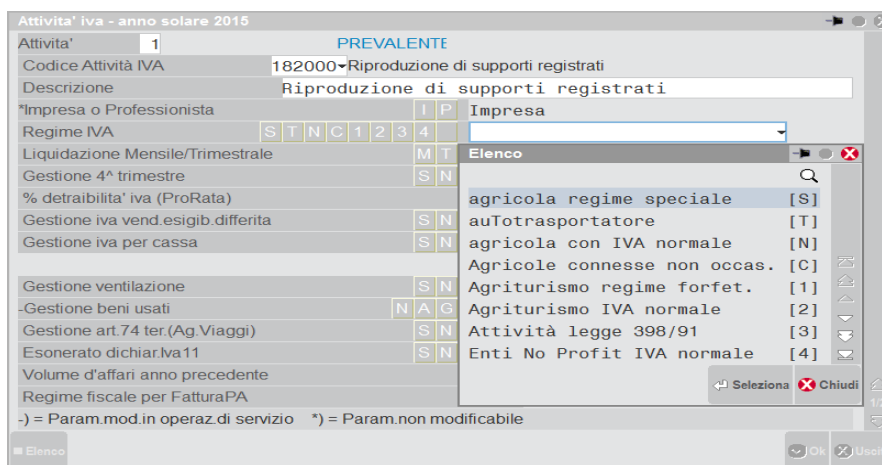 Attivita' iva - anno solare 2015
Attivita' 1 PREVALENTE
Codice Attività IVA 182000 Riproduzione di supporti registrati
Descrizione Riproduzione di supporti registrati
*Impresa o Professionista I P Impresa
Regime IVA S T N C 1 2 3 4
Liquidazione Mensile/Trimestrale M T
Gestione 4^ trimestre S N
% detraibilita' iva (ProRata)
Gestione iva vend.esigib.differita S N
Gestione iva per cassa S N
Gestione ventilazione S N
-Gestione beni usati N A G
Gestione art.74 ter.(Ag.Viaggi) S N
Esonerato dichiar.Iva11 S N
Volume d'affari anno precedente
Regime fiscale per FatturaPA
Elenco
agricola regime speciale [S]
auTotrasportatore [T]
agricola con IVA normale [N]
Agricole connesse non occas. [C]
Agriturismo regime forfet. [1]
Agriturismo IVA normale [2]
Attività legge 398/91 [3]
Enti No Profit IVA normale [4]
Seleziona Chiudi
1/2
-) = Param.mod.in operaz.di servizio *) = Param.non modificabile
Elenco Ok